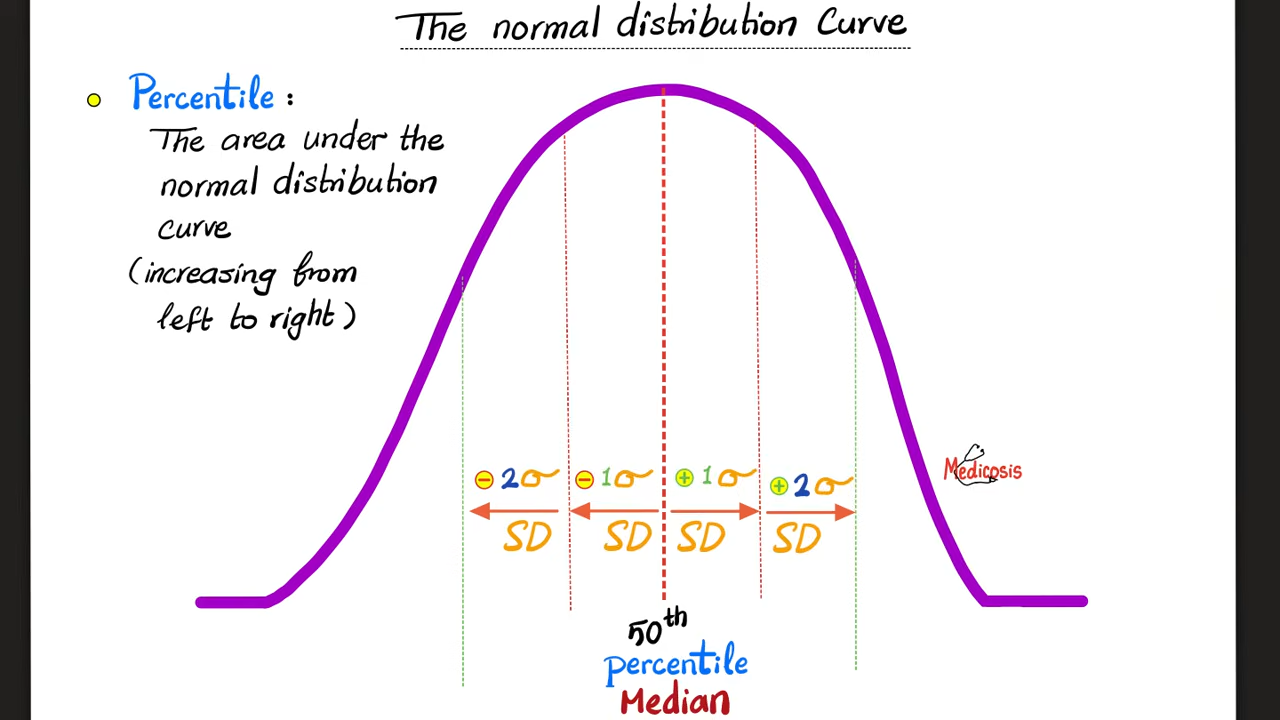 The normal distribution Curve
Percentile:
The area under the
normal distribution
curve
(increasing from
left to right)
Medicosis
- 2σ - 1σ + 1σ + 2σ
SD SD SD SD
50th
percentile
Median